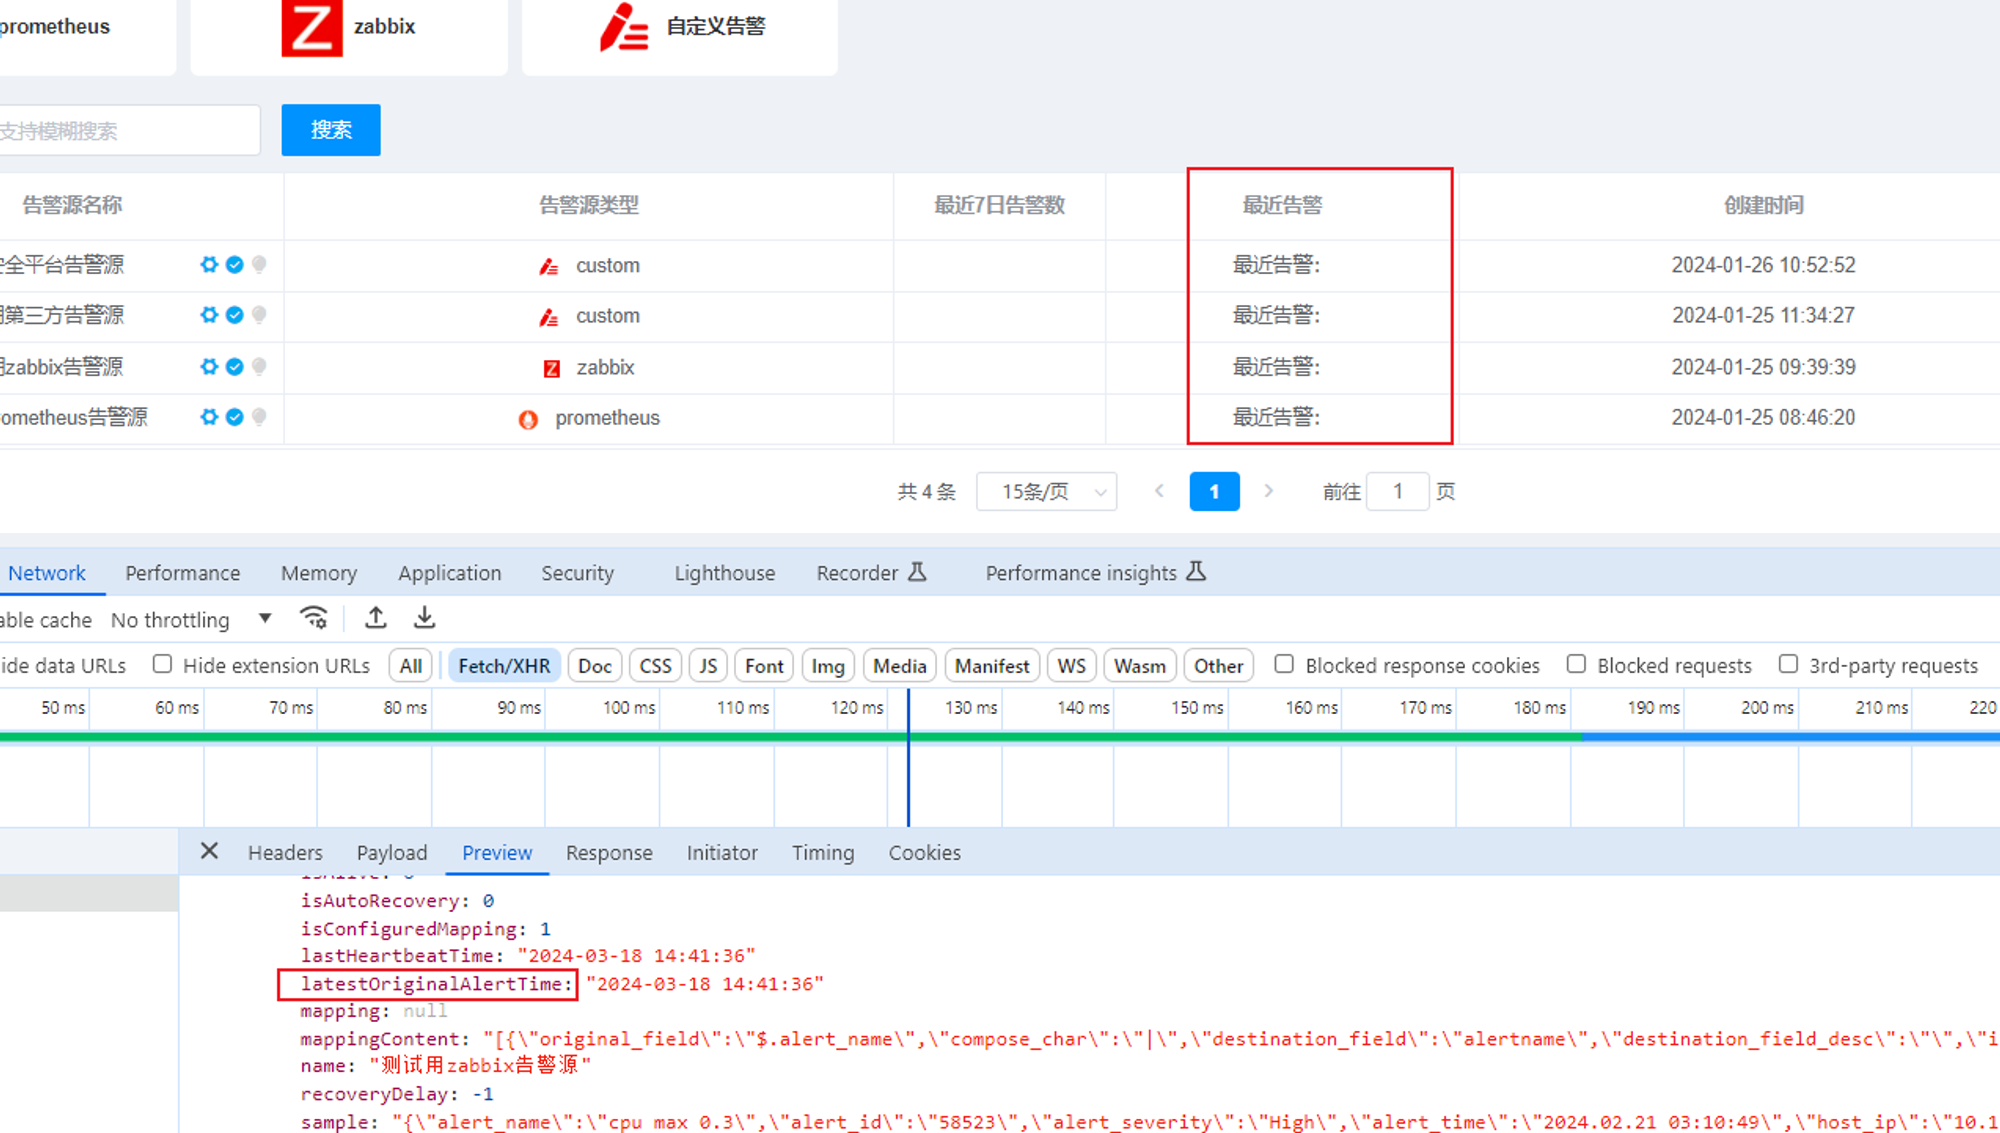 prometheus
zabbix
自定义告警
支持模糊搜索
搜索
告警源名称 告警源类型 最近7日告警数 最近告警 创建时间
全平台告警源 custom 最近告警: 2024-01-26 10:52:52
第三方告警源 custom 最近告警: 2024-01-25 11:34:27
zabbix告警源 zabbix 最近告警: 2024-01-25 09:39:39
ometheus告警源 prometheus 最近告警: 2024-01-25 08:46:20
共 4 条 15条/页 1 前往 1 页
Network Performance Memory Application Security Lighthouse Recorder Performance insights
able cache No throttling
ide data URLs Hide extension URLs All Fetch/XHR Doc CSS JS Font Img Media Manifest WS Wasm Other Blocked response cookies Blocked requests 3rd-party requests
50 ms 60 ms 70 ms 80 ms 90 ms 100 ms 110 ms 120 ms 130 ms 140 ms 150 ms 160 ms 170 ms 180 ms 190 ms 200 ms 210 ms 220
Headers Payload Preview Response Initiator Timing Cookies
isAutoRecovery: 0
isConfiguredMapping: 1
lastHeartbeatTime: "2024-03-18 14:41:36"
latestOriginalAlertTime: "2024-03-18 14:41:36"
mapping: null
mappingContent: "[{\"original_field\":\"$.alert_name\",\"compose_char\":\"|\",\"destination_field\":\"alertname\",\"destination_field_desc\":\"\",\"i
name: "测试用zabbix告警源"
recoveryDelay: -1
sample: "{\"alert_name\":\"cpu max 0.3\",\"alert_id\":\"58523\",\"alert_severity\":\"High\",\"alert_time\":\"2024.02.21 03:10:49\",\"host_ip\":\"10.1